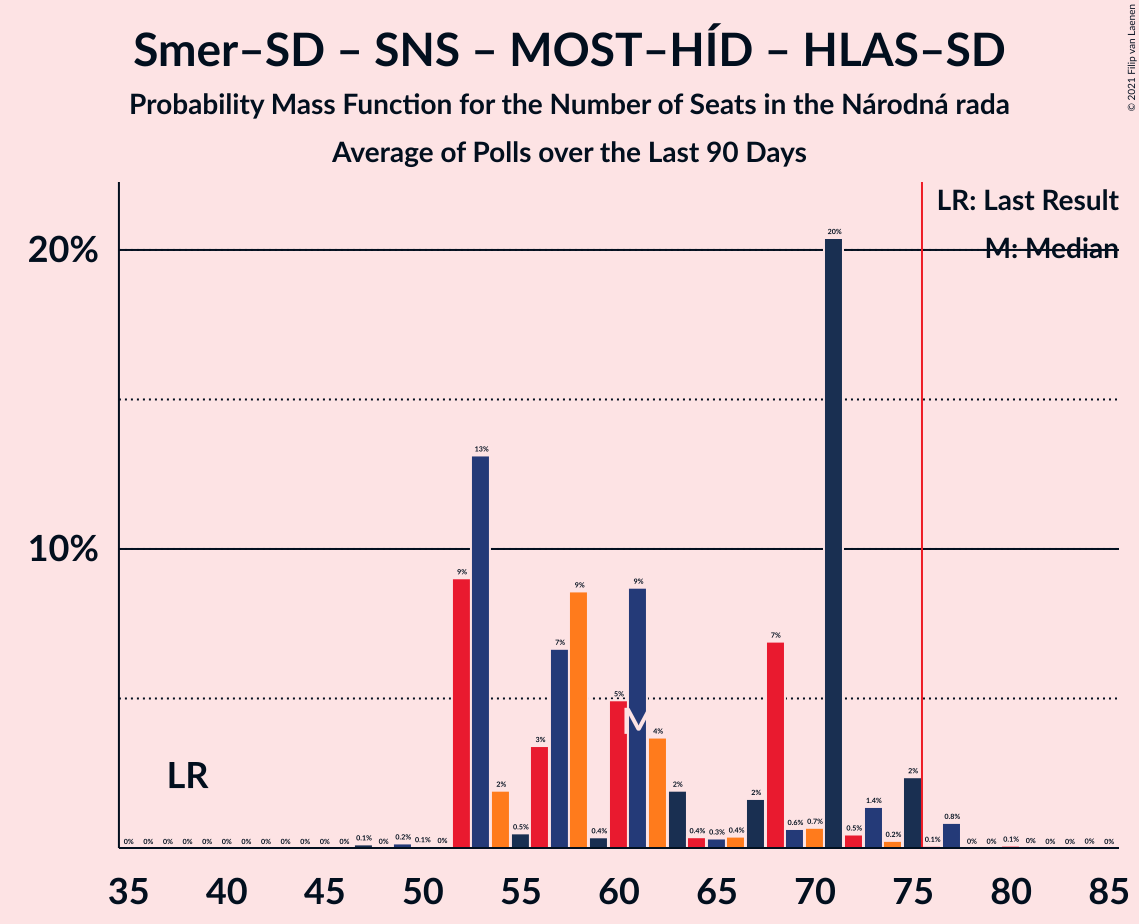 Smer–SD – SNS – MOST–HÍD – HLAS–SD
Probability Mass Function for the Number of Seats in the Národná rada
Average of Polls over the Last 90 Days
© 2021 Filip van Laenen
LR: Last Result
M: Median
20%
10%
LR
M
0% 0% 0% 0% 0% 0% 0% 0% 0% 0% 0% 0% 0.1% 0% 0.2% 0.1% 0% 9% 13% 2% 0.5% 3% 7% 9% 0.4% 5% 9% 4% 2% 0.4% 0.3% 0.4% 2% 7% 0.6% 0.7% 20% 0.5% 1.4% 0.2% 2% 0.1% 0.8% 0% 0% 0.1% 0% 0% 0% 0% 0%
35 40 45 50 55 60 65 70 75 80 85